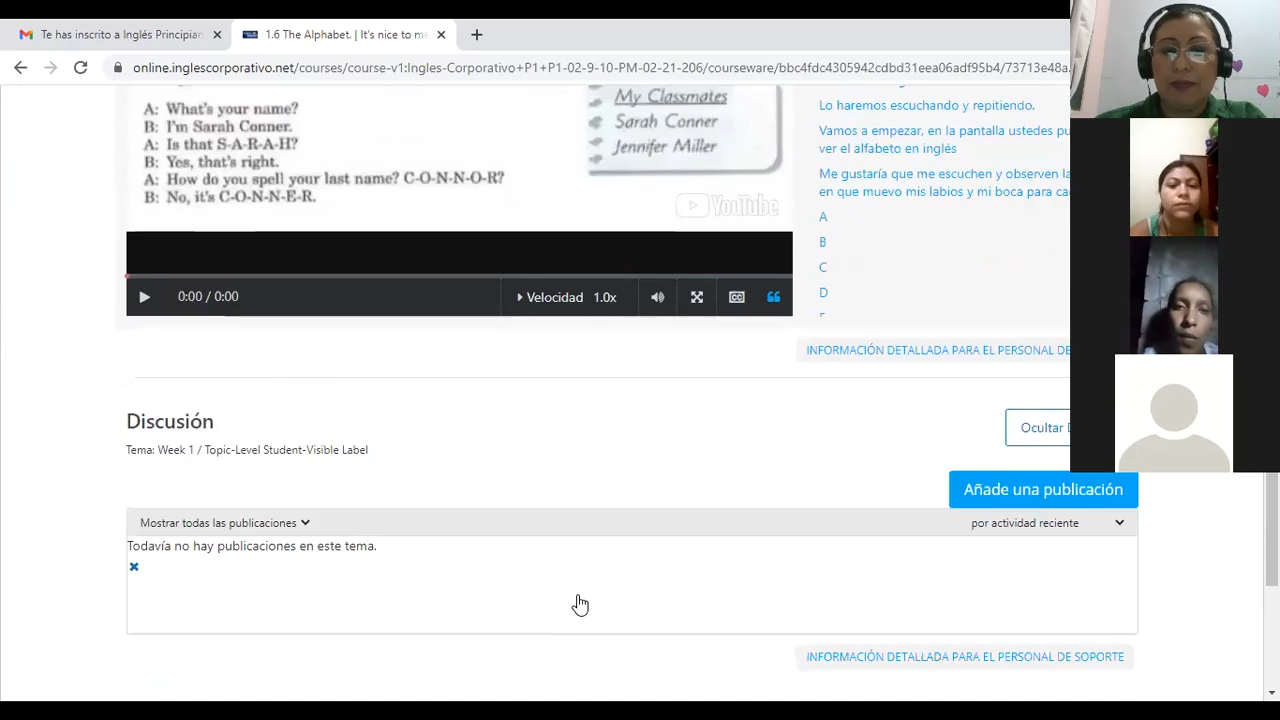 Te has inscrito a Inglés Principian
1.6 The Alphabet. | It's nice to me
online.inglescorporativo.net/courses/course-v1:Ingles-Corporativo+P1+P1-02-9-10-PM-02-21-206/courseware/bbc4fdc4305942cdbd31eea06adf95b4/73713e48a
A: What's your name?
B: I'm Sarah Conner.
A: Is that S-A-R-A-H?
B: Yes, that's right.
A: How do you spell your last name? C-O-N-N-O-R?
B: No, it's C-O-N-N-E-R.
My Classmates
Sarah Conner
Jennifer Miller
YouTube
0:00 / 0:00
Velocidad 1.0x
Lo haremos escuchando y repitiendo.
Vamos a empezar, en la pantalla ustedes pu
ver el alfabeto en inglés
Me gustaría que me escuchen y observen la
en que muevo mis labios y mi boca para ca
A
B
C
D
INFORMACIÓN DETALLADA PARA EL PERSONAL DE
Discusión
Ocultar
Tema: Week 1 / Topic-Level Student-Visible Label
Añade una publicación
Mostrar todas las publicaciones
por actividad reciente
Todavía no hay publicaciones en este tema.
INFORMACIÓN DETALLADA PARA EL PERSONAL DE SOPORTE